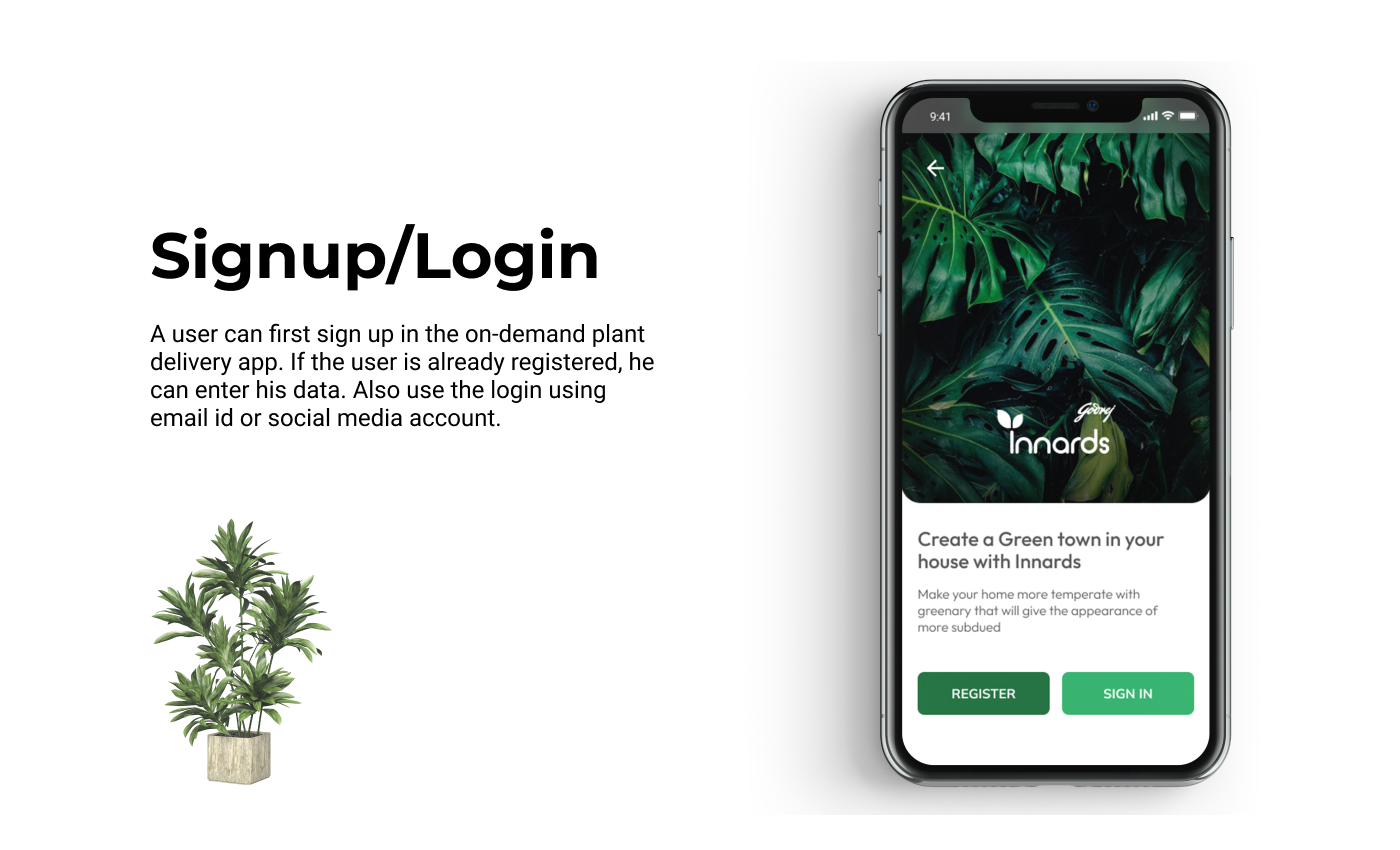 Signup/Login
A user can first sign up in the on-demand plant
delivery app. If the user is already registered, he
can enter his data. Also use the login using
email id or social media account.
9:41
Godrej
Innards
Create a Green town in your
house with Innards
Make your home more temperate with
greenary that will give the appearance of
more subdued
REGISTER
SIGN IN